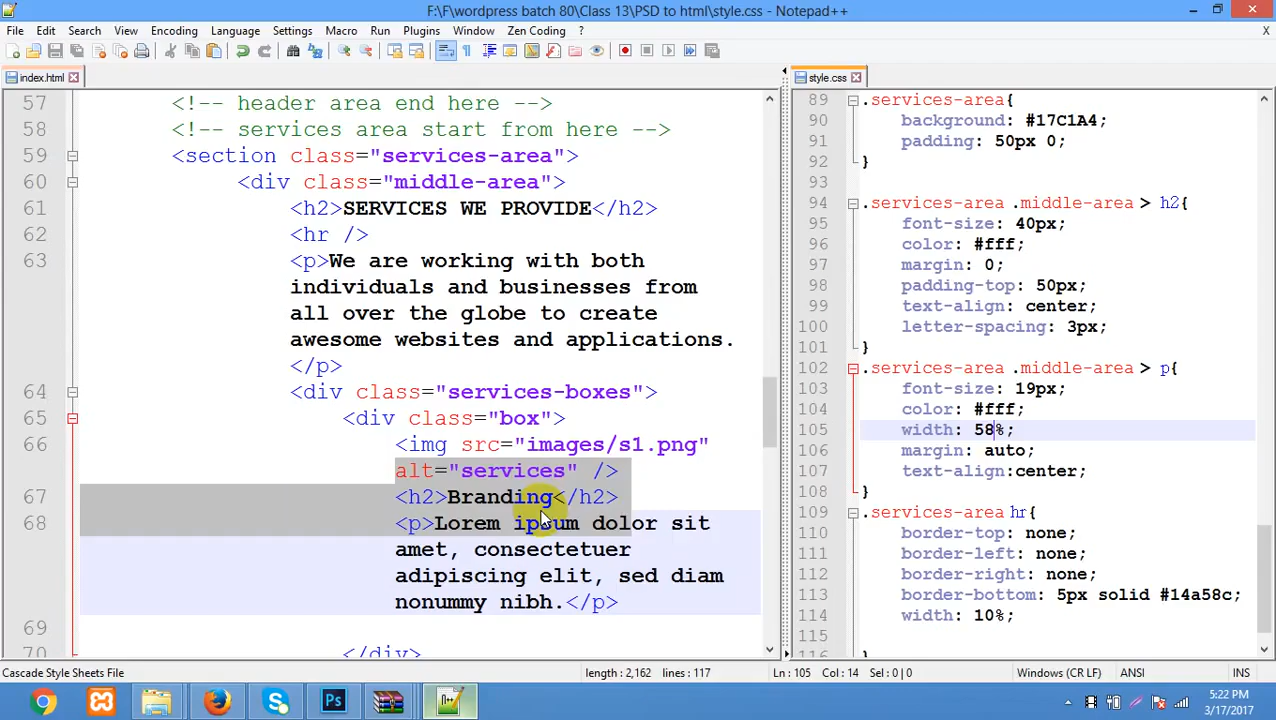 F:\F\wordpress batch 80\Class 13\PSD to html\style.css - Notepad++
File Edit Search View Encoding Language Settings Macro Run Plugins Window Zen Coding ? X
index.html
style.css
57 <!-- header area end here -->
58 <!-- services area start from here -->
59 <section class="services-area">
60 <div class="middle-area">
61 <h2>SERVICES WE PROVIDE</h2>
62 <hr />
63 <p>We are working with both
individuals and businesses from
all over the globe to create
awesome websites and applications.
</p>
64 <div class="services-boxes">
65 <div class="box">
66 <img src="images/s1.png"
alt="services" />
67 <h2>Branding</h2>
68 <p>Lorem ipsum dolor sit
amet, consectetuer
adipiscing elit, sed diam
nonummy nibh.</p>
69
70 </div>
89 .services-area{
90 background: #17C1A4;
91 padding: 50px 0;
92 }
93
94 .services-area .middle-area > h2{
95 font-size: 40px;
96 color: #fff;
97 margin: 0;
98 padding-top: 50px;
99 text-align: center;
100 letter-spacing: 3px;
101 }
102 .services-area .middle-area > p{
103 font-size: 19px;
104 color: #fff;
105 width: 58%;
106 margin: auto;
107 text-align:center;
108 }
109 .services-area hr{
110 border-top: none;
111 border-left: none;
112 border-right: none;
113 border-bottom: 5px solid #14a58c;
114 width: 10%;
115
116 }
Cascade Style Sheets File length : 2,162 lines : 117 Ln : 105 Col : 14 Sel : 0 | 0 Windows (CR LF) ANSI INS
5:22 PM
3/17/2017